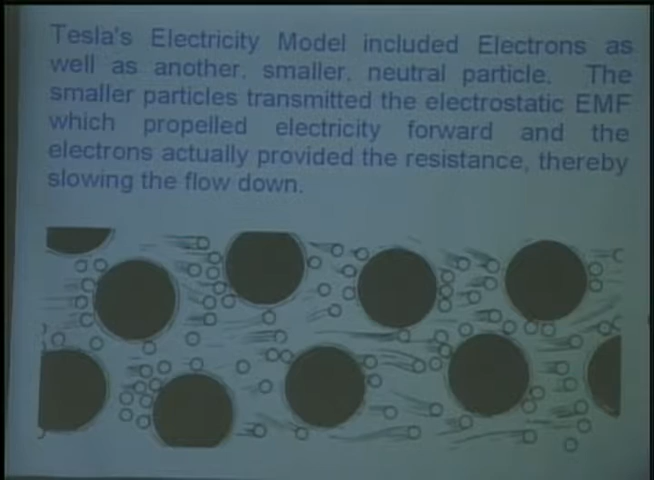 Tesla's Electricity Model included Electrons as
well as another, smaller, neutral particle. The
smaller particles transmitted the electrostatic EMF
which propelled electricity forward and the
electrons actually provided the resistance, thereby
slowing the flow down.